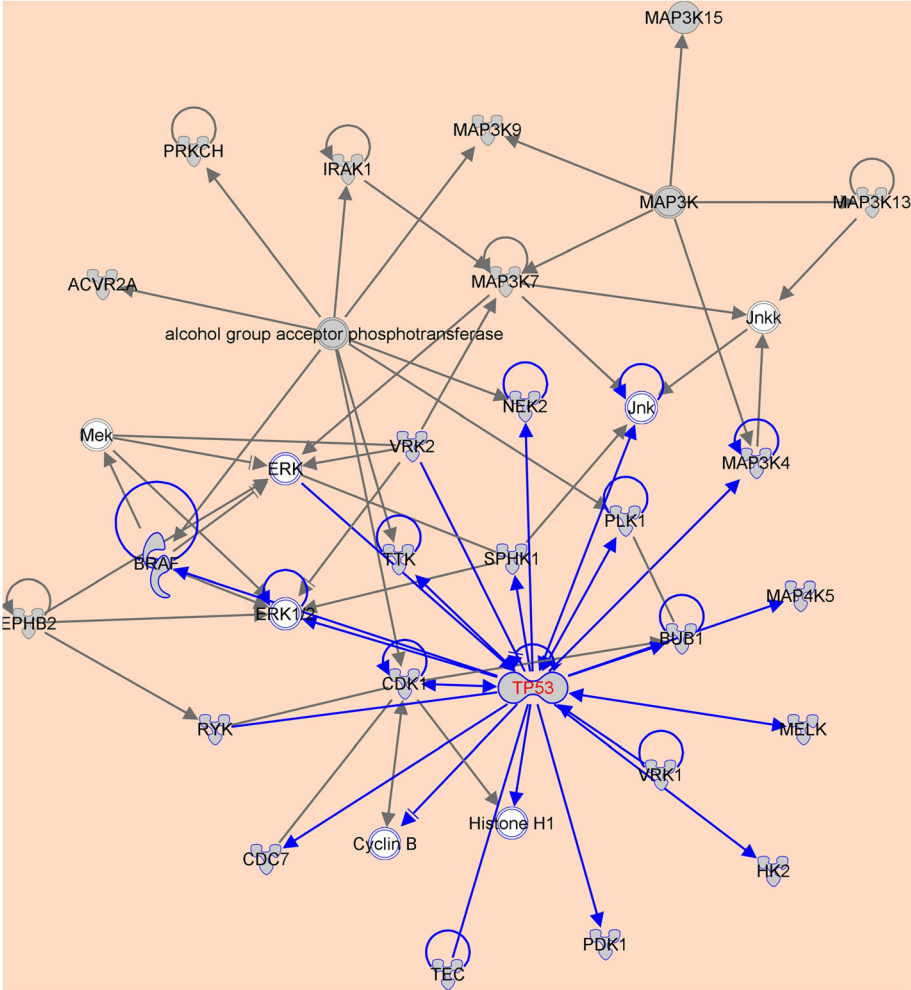 MAP3K15
MAP3K9
PRKCH
IRAK1
MAP3K
MAP3K13
ACVR2A
MAP3K7
Jnkk
alcohol group acceptor phosphotransferase
NEK2
Jnk
Mek
VRK2
ERK
MAP3K4
PLK1
BRAF
TTK
SPHK1
MAP4K5
EPHB2
ERK1/2
BUB1
CDK1
TP53
RYK
MELK
VRK1
Histone H1
Cyclin B
CDC7
HK2
PDK1
TEC